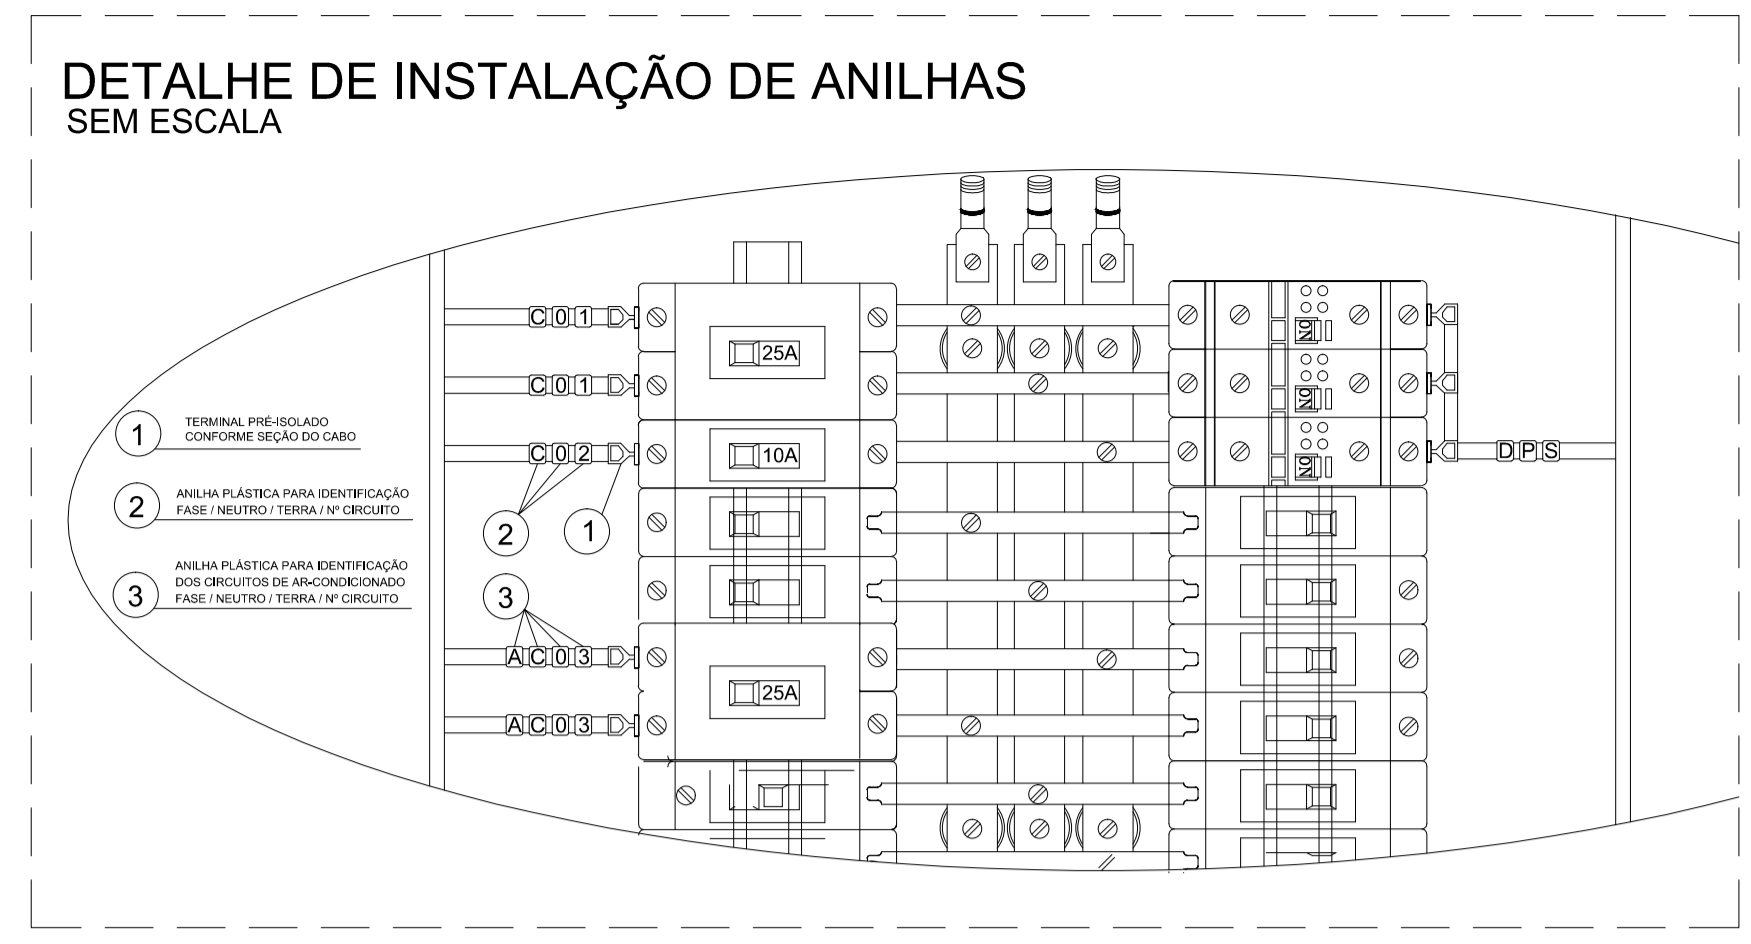 DETALHE DE INSTALAÇÃO DE ANILHAS
SEM ESCALA
C01
25A
NO
C01
NO
1
TERMINAL PRÉ-ISOLADO
CONFORME SEÇÃO DO CABO
C02
10A
NO
DPS
2
ANILHA PLÁSTICA PARA IDENTIFICAÇÃO
FASE / NEUTRO / TERRA / Nº CIRCUITO
2
1
3
ANILHA PLÁSTICA PARA IDENTIFICAÇÃO
DOS CIRCUITOS DE AR-CONDICIONADO
FASE / NEUTRO / TERRA / Nº CIRCUITO
3
AC03
25A
AC03